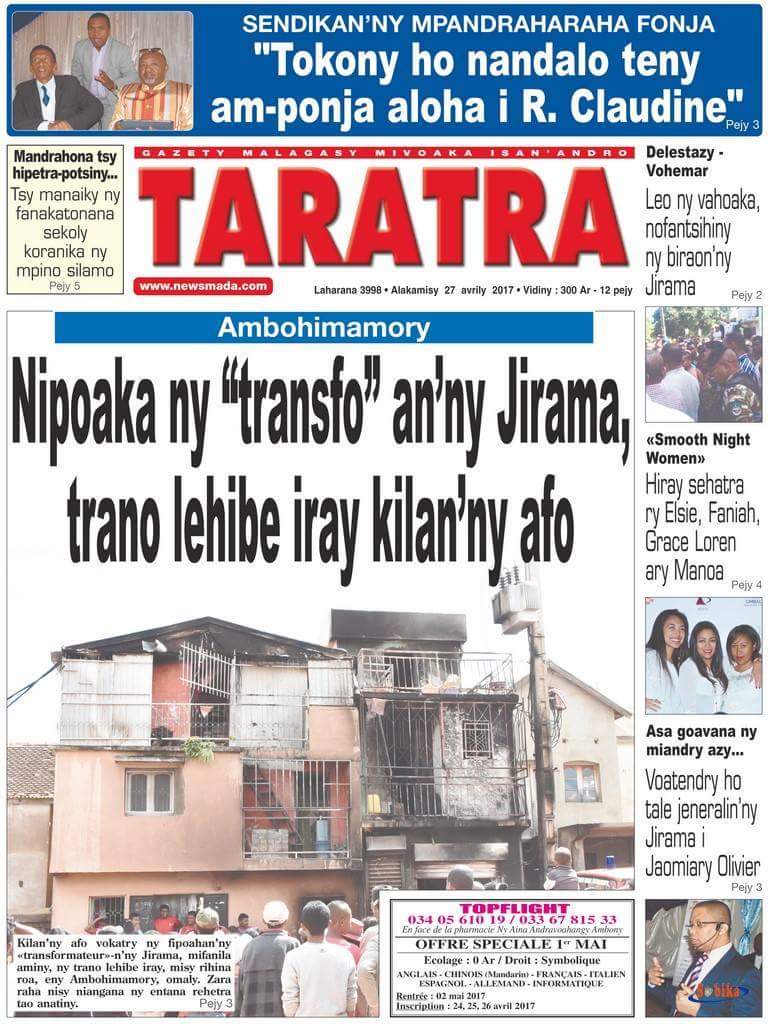 SENDIKAN'NY MPANDRAHARAHA FONJA
"Tokony ho nandalo teny
am-ponja aloha i R. Claudine"
Pejy 3
Mandrahona tsy
hipetra-potsiny...
Tsy manaiky ny
fanakatonana
sekoly
koranika ny
mpino silamo
Pejy 5
GAZETY MALAGASY MIVOAKA ISAN'ANDRO
TARATRA
www.newsmada.com
Laharana 3998 • Alakamisy 27 avrily 2017 • Vidiny : 300 Ar - 12 pejy
Delestazy -
Vohemar
Leo ny vahoaka,
nofantsihiny
ny biraon'ny
Jirama
Pejy 2
Ambohimamory
Nipoaka ny "transfo" an'ny Jirama,
trano lehibe iray kilan'ny afo
«Smooth Night
Women»
Hiray sehatra
ry Elsie, Faniah,
Grace Loren
ary Manoa
Pejy 4
Asa goavana ny
miandry azy...
Voatendry ho
tale jeneralin'ny
Jirama i
Jaomiary Olivier
Pejy 3
Kilan'ny afo vokatry ny fipoahan'ny
«transformateur»-n'ny Jirama, mifanila
aminy, ny trano lehibe iray, misy rihina
roa, eny Ambohimamory, omaly. Zara
raha nisy niangana ny entana rehetra
tao anatiny.
Pejy 3
TOPFLIGHT
034 05 610 19 / 033 67 815 33
En face de la pharmacie Ny Aina Andravoahangy Ambony
OFFRE SPECIALE 1er MAI
Ecolage : 0 Ar / Droit : Symbolique
ANGLAIS - CHINOIS (Mandarin) - FRANÇAIS - ITALIEN
ESPAGNOL - ALLEMAND - INFORMATIQUE
Rentrée : 02 mai 2017
Inscription : 24, 25, 26 avril 2017
Sobika